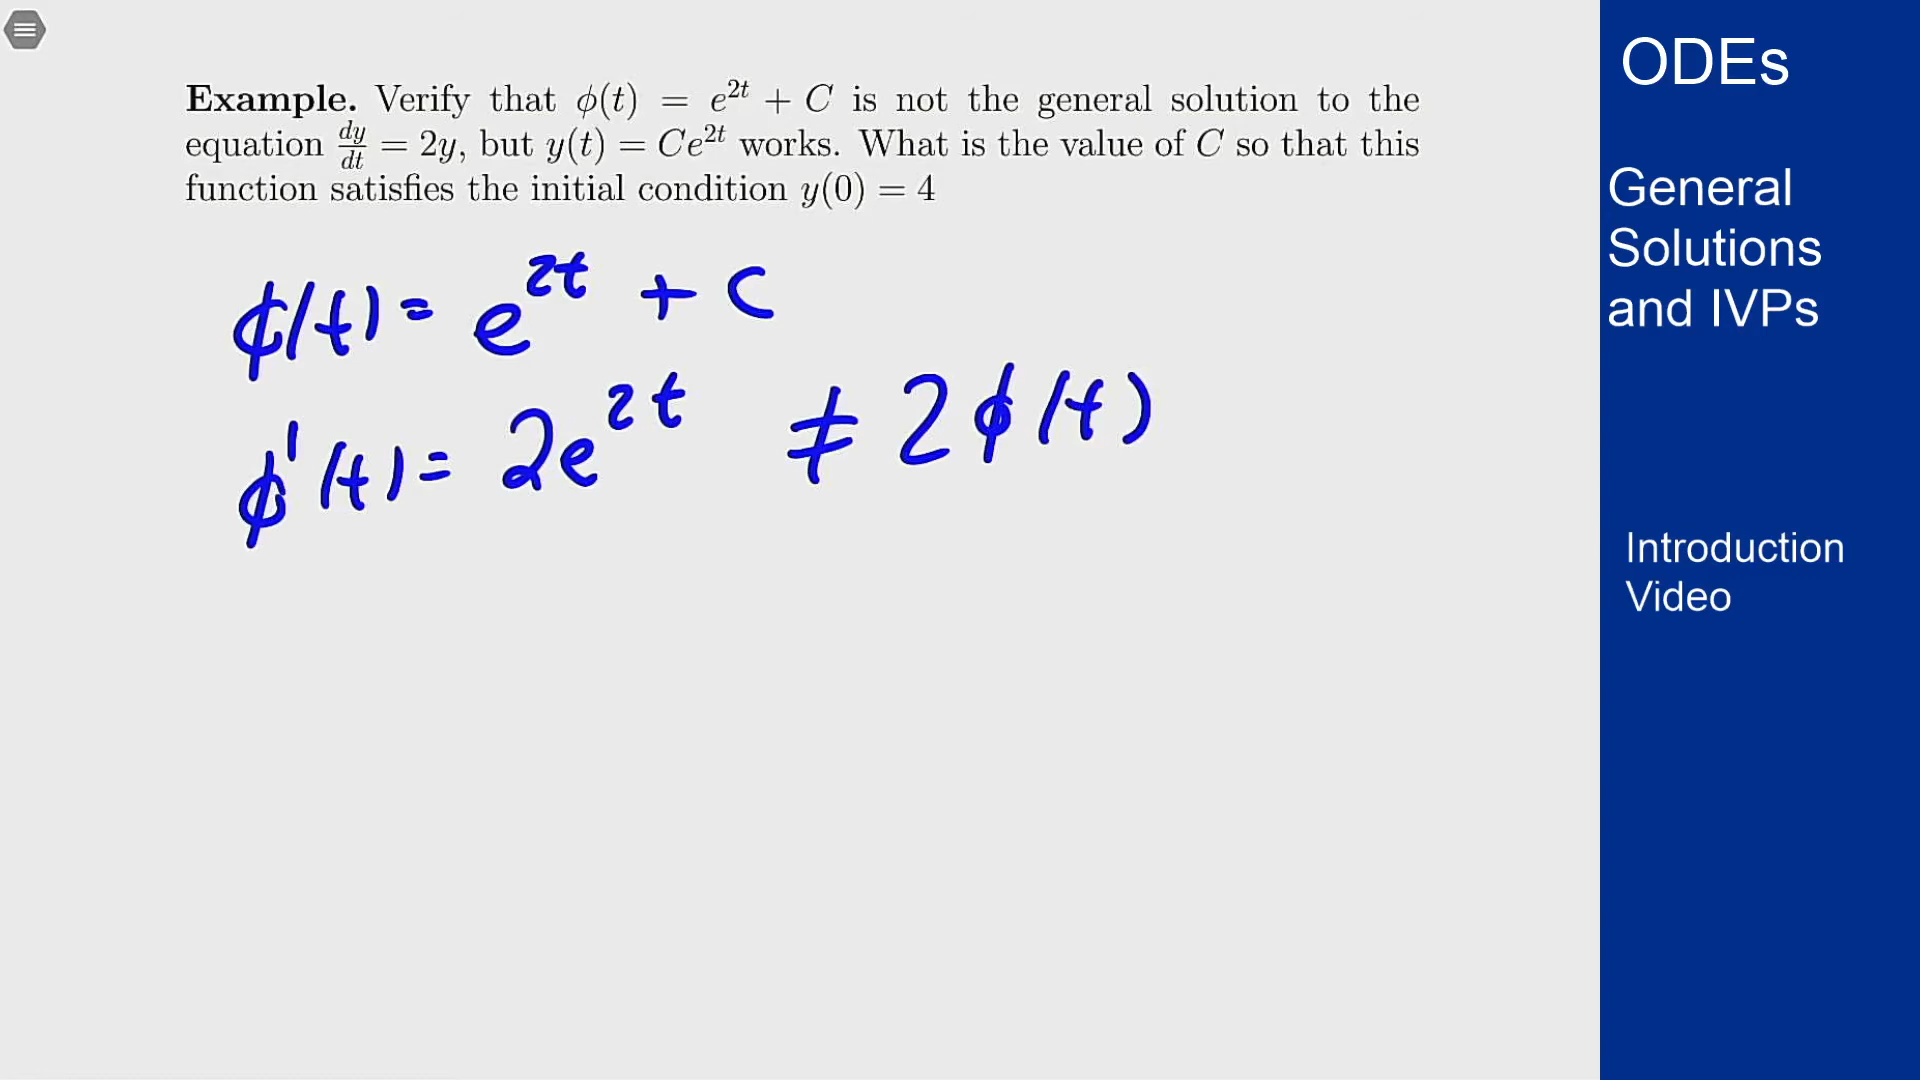 Example. Verify that ϕ(t) = e^{2t} + C is not the general solution to the
equation dy/dt = 2y, but y(t) = Ce^{2t} works. What is the value of C so that this
function satisfies the initial condition y(0) = 4
ϕ(t) = e^{2t} + C
ϕ'(t) = 2e^{2t} ≠ 2ϕ(t)
ODEs
General
Solutions
and IVPs
Introduction
Video